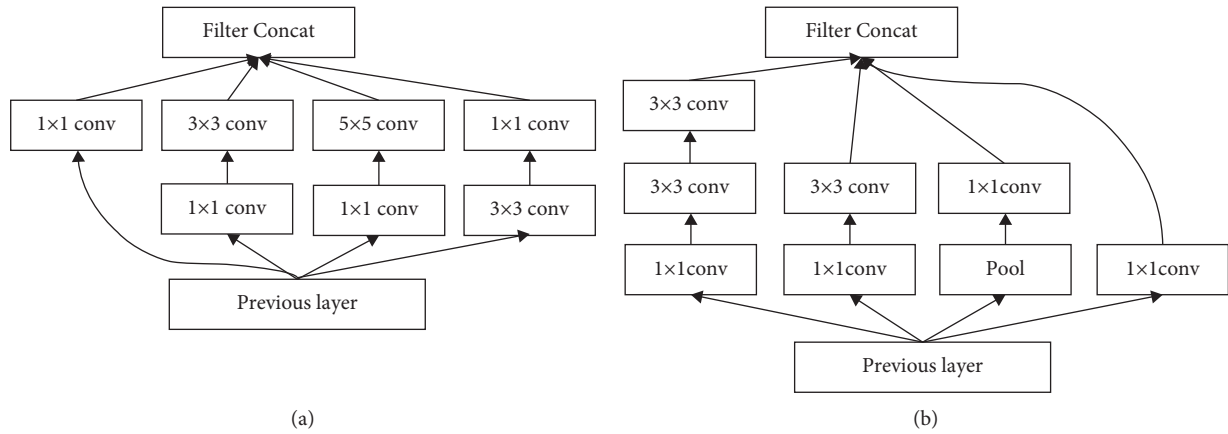 Filter Concat
1×1 conv
3×3 conv
5×5 conv
1×1 conv
1×1 conv
1×1 conv
3×3 conv
Previous layer
(a)
Filter Concat
3×3 conv
3×3 conv
3×3 conv
1×1conv
1×1conv
1×1conv
Pool
1×1conv
Previous layer
(b)